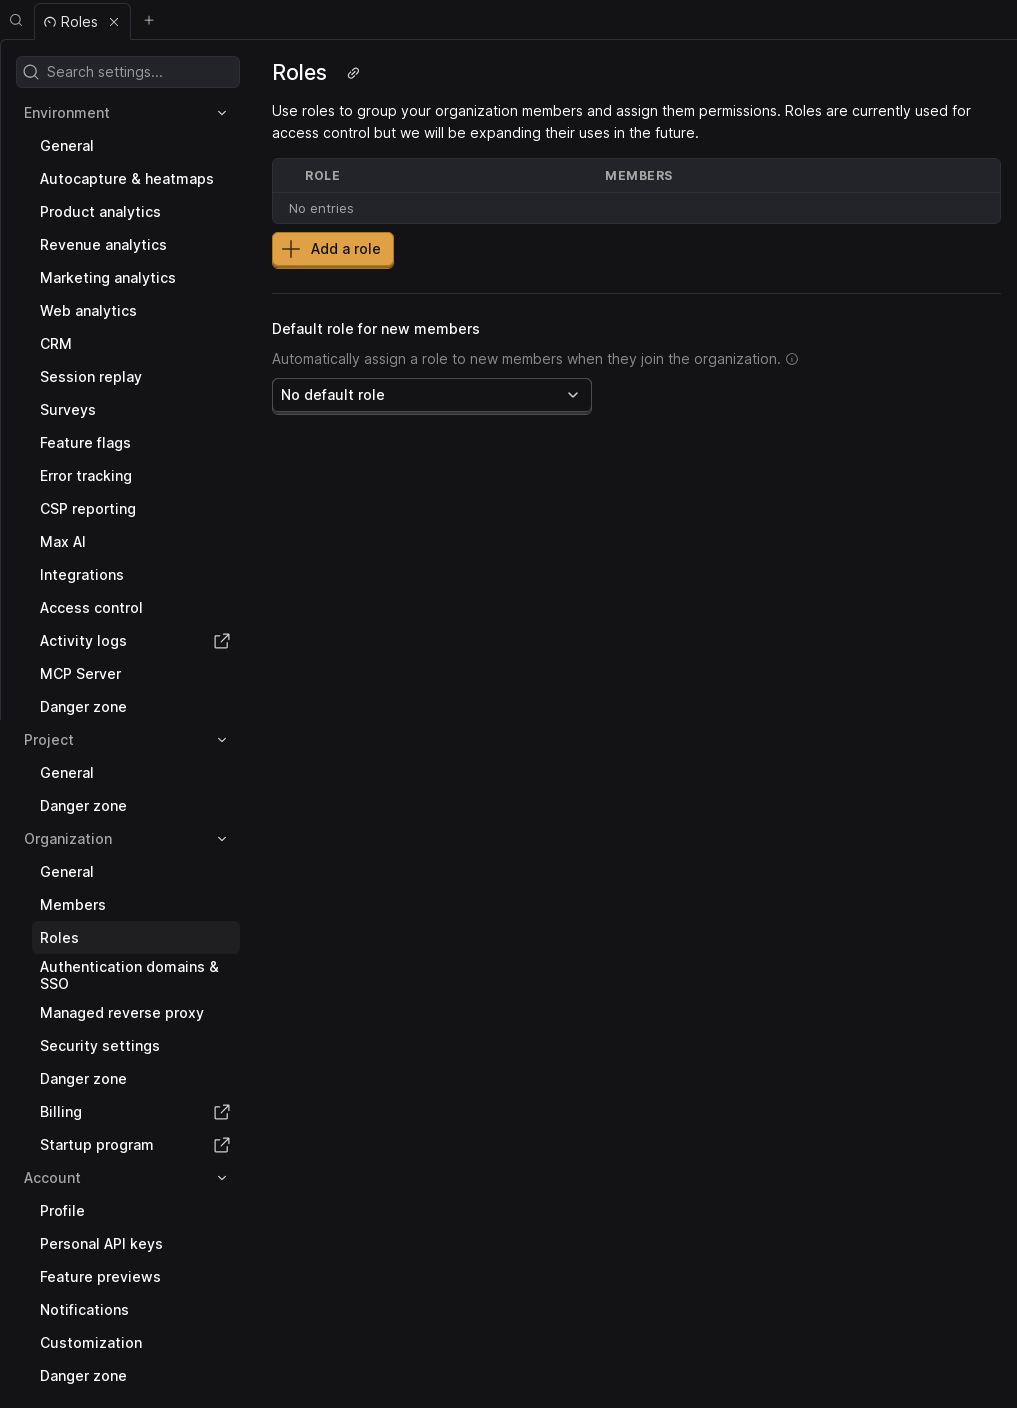 Roles
Search settings...
Environment
General
Autocapture & heatmaps
Product analytics
Revenue analytics
Marketing analytics
Web analytics
CRM
Session replay
Surveys
Feature flags
Error tracking
CSP reporting
Max AI
Integrations
Access control
Activity logs
MCP Server
Danger zone
Project
General
Danger zone
Organization
General
Members
Roles
Authentication domains &
SSO
Managed reverse proxy
Security settings
Danger zone
Billing
Startup program
Account
Profile
Personal API keys
Feature previews
Notifications
Customization
Danger zone
Roles
Use roles to group your organization members and assign them permissions. Roles are currently used for
access control but we will be expanding their uses in the future.
ROLE MEMBERS
No entries
Add a role
Default role for new members
Automatically assign a role to new members when they join the organization.
No default role